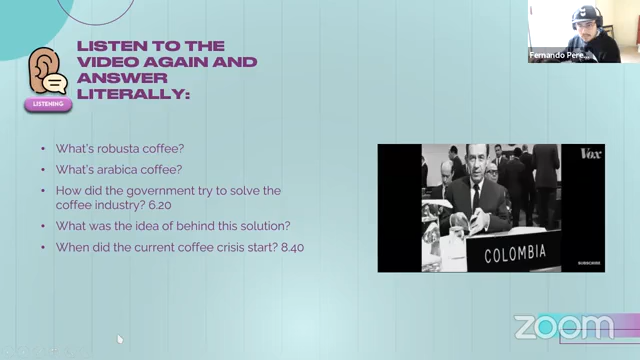 LISTEN TO THE
VIDEO AGAIN AND
ANSWER
LITERALLY:
LISTENING
Fernando Pere...
• What's robusta coffee?
• What's arabica coffee?
• How did the government try to solve the
coffee industry? 6.20
• What was the idea of behind this solution?
• When did the current coffee crisis start? 8.40
Vox
COLOMBIA
SUBSCRIBE
zoom